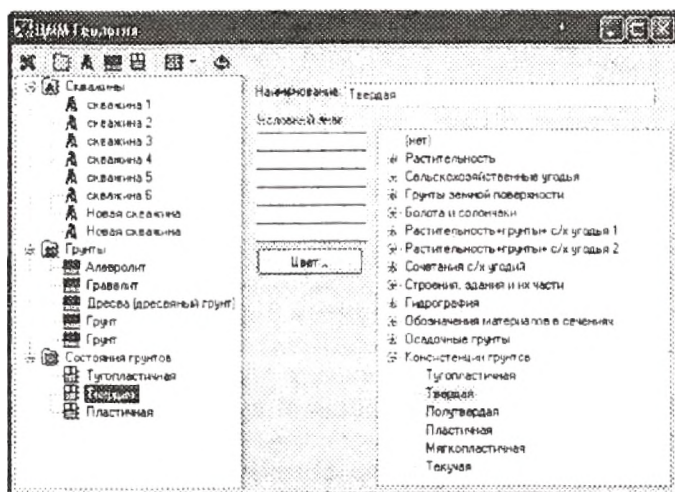 ЦММ Геология
Скважины
скважина 1
скважина 2
скважина 3
скважина 4
скважина 5
скважина 6
Новая скважина
Новая скважина
Грунты
Алевролит
Гравелит
Дресва (дресвяный грунт)
Грунт
Грунт
Состояния грунтов
Тугопластичная
Твердая
Пластичная
Наименование: Твердая
Условный знак
Цвет...
(нет)
Растительность
Сельскохозяйственные угодья
Грунты земной поверхности
Болота и солончаки
Растительность+грунты+ с/х угодья 1
Растительность+грунты+ с/х угодья 2
Сочетания с/х угодий
Строения, здания и их части
Гидрография
Обозначения материалов в сечениях
Осадочные грунты
Консистенции грунтов
Тугопластичная
Твердая
Полутвердая
Пластичная
Мягкопластичная
Текучая